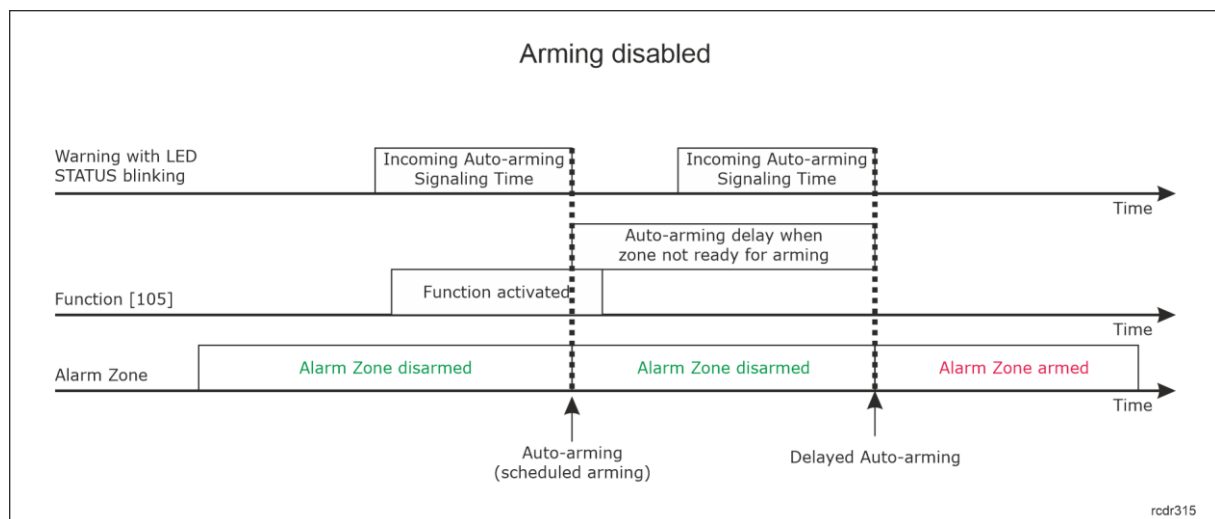 Arming disabled
Warning with LED
STATUS blinking
Incoming Auto-arming
Signaling Time
Incoming Auto-arming
Signaling Time
Time
Auto-arming delay when
zone not ready for arming
Function [105]
Function activated
Time
Alarm Zone
Alarm Zone disarmed
Alarm Zone disarmed
Alarm Zone armed
Time
Auto-arming
(scheduled arming)
Delayed Auto-arming
rcdr315